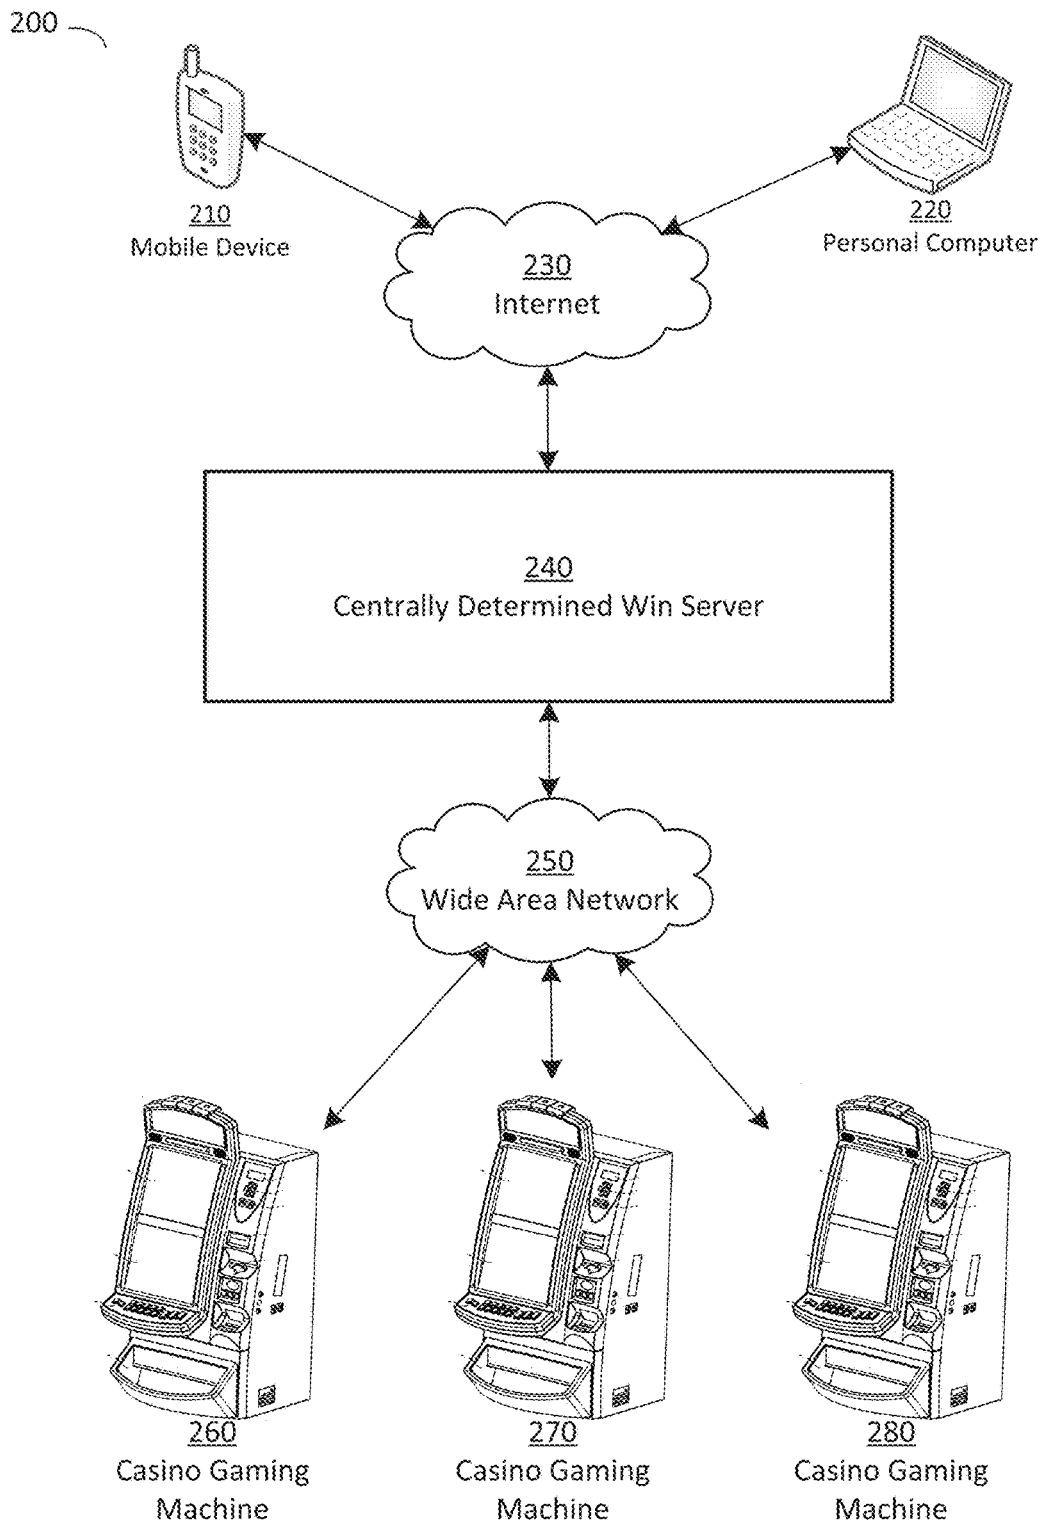 200
210
Mobile Device
220
Personal Computer
230
Internet
240
Centrally Determined Win Server
250
Wide Area Network
260
Casino Gaming
Machine
270
Casino Gaming
Machine
280
Casino Gaming
Machine